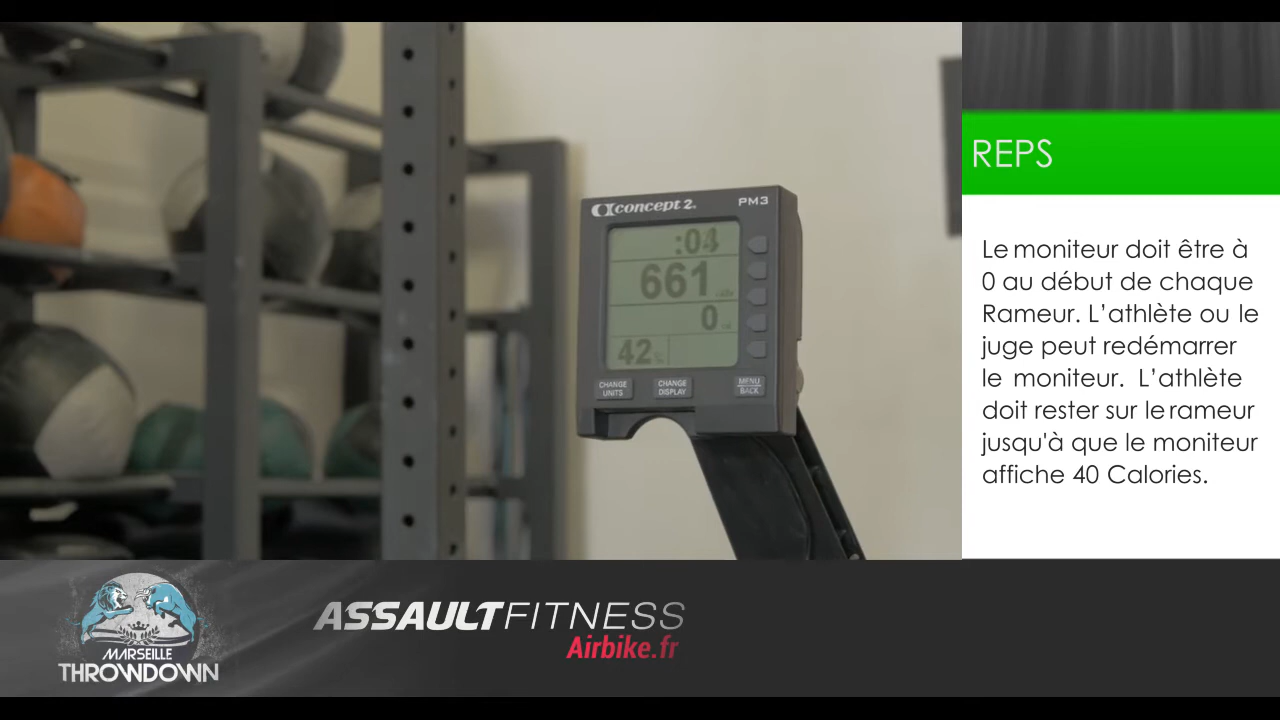 concept 2.
PM3
:04
661
0
42
CHANGE UNITS
CHANGE DISPLAY
MENU BACK
REPS
Le moniteur doit être à
0 au début de chaque
Rameur. L'athlète ou le
juge peut redémarrer
le moniteur. L'athlète
doit rester sur le rameur
jusqu'à que le moniteur
affiche 40 Calories.
MARSEILLE
THROWDOWN
ASSAULTFITNESS
Airbike.fr